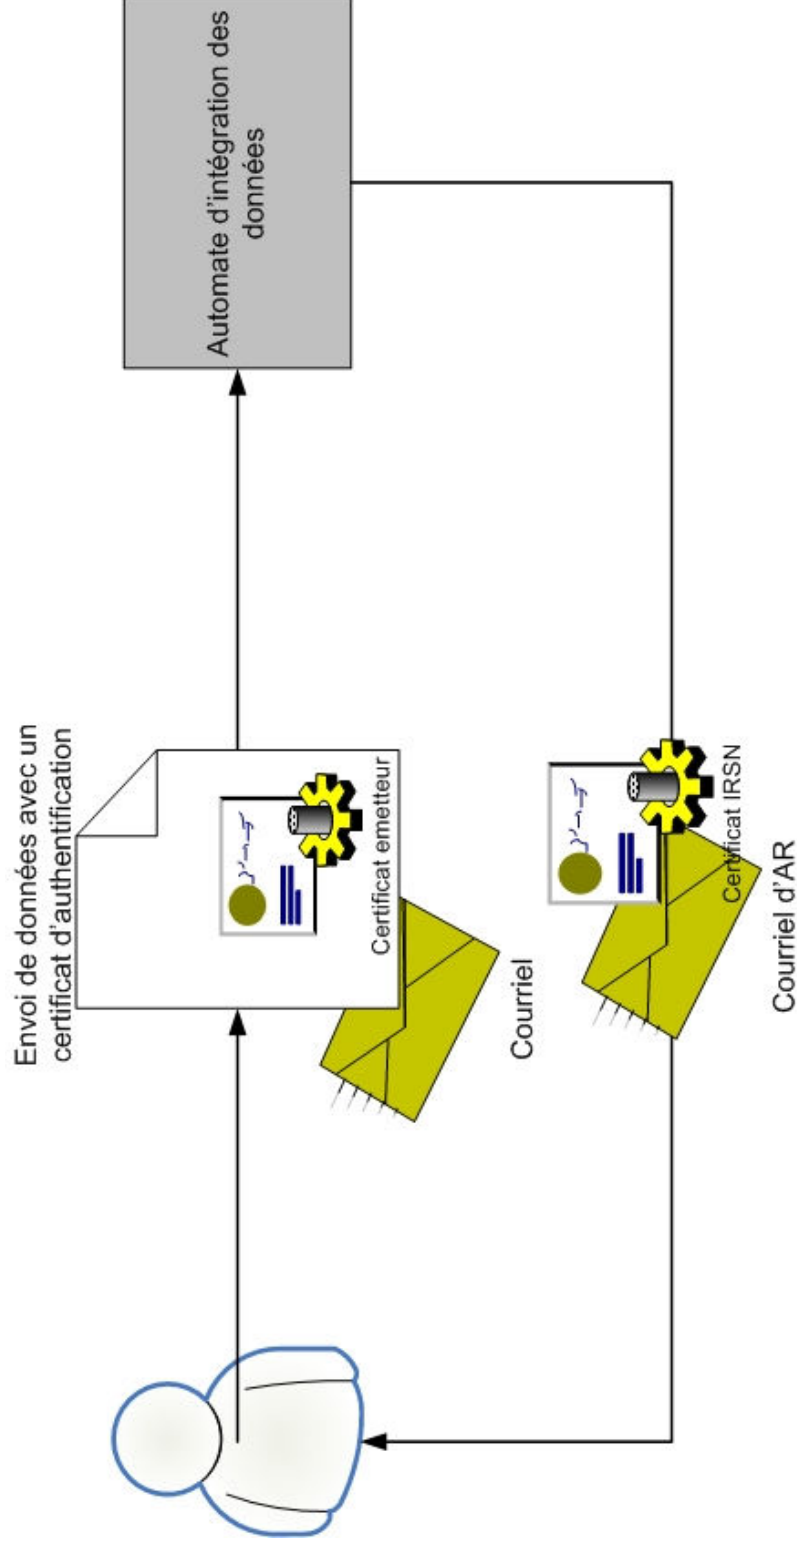 Envoi de données avec un
certificat d'authentification
Certificat emetteur
Courriel
Automate d'intégration des
données
Certificat IRSN
Courriel d'AR